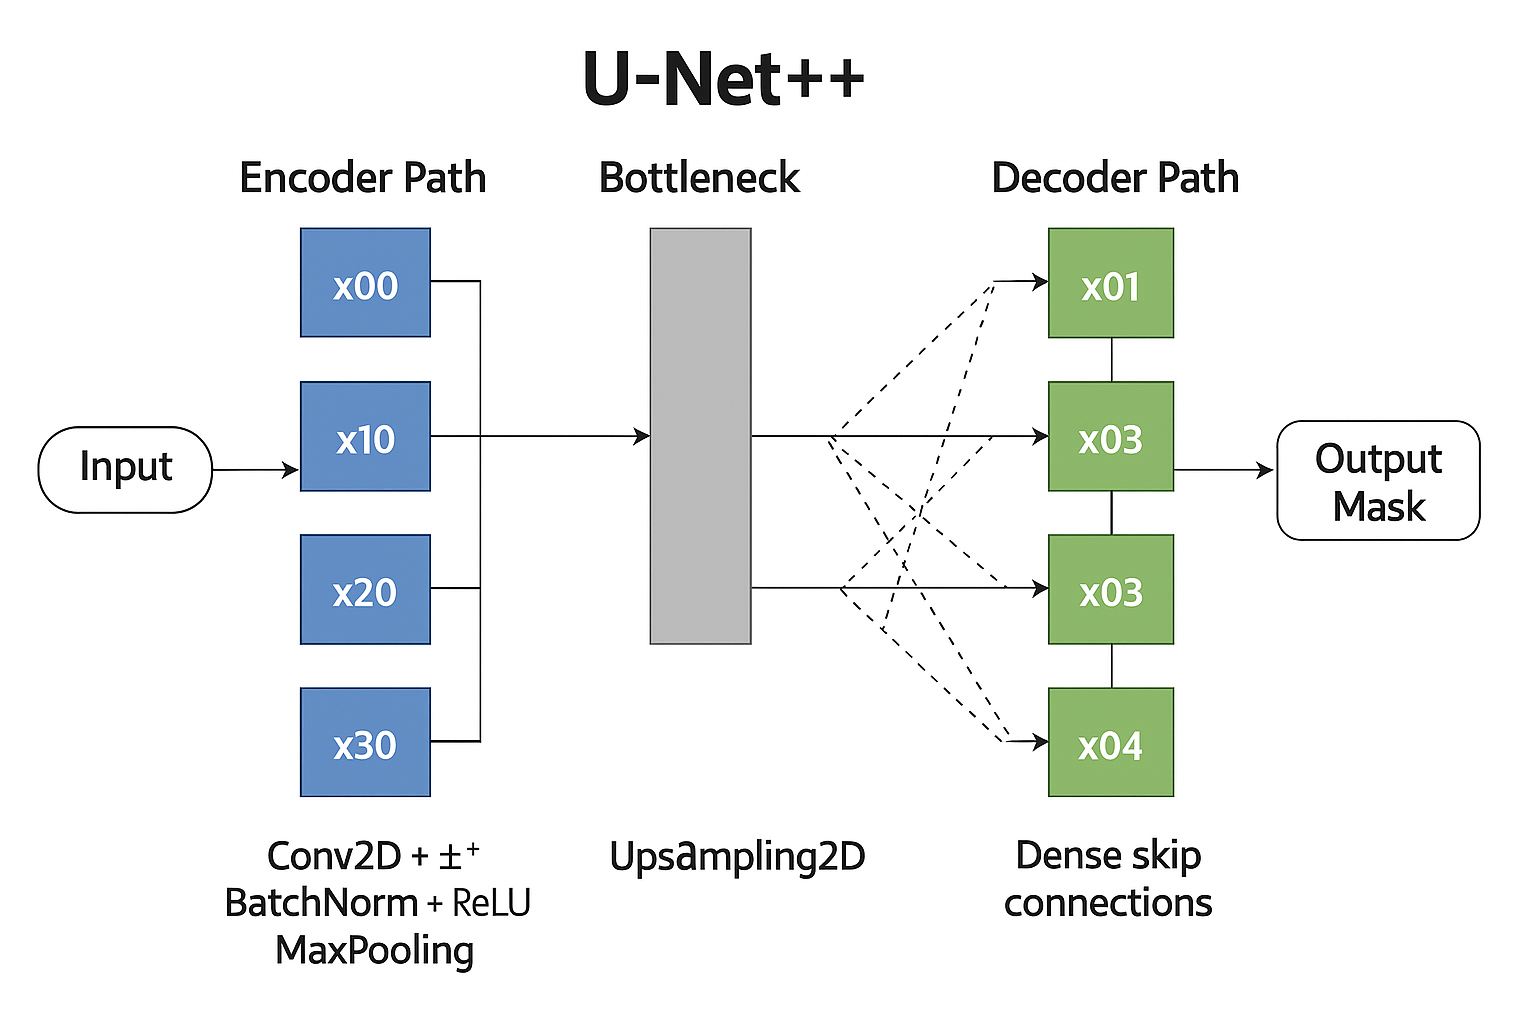 U-Net++
Encoder Path
Bottleneck
Decoder Path
x00
x01
x10
x03
Input
Output
Mask
x20
x03
x30
x04
Conv2D + ±⁺
BatchNorm + ReLU
MaxPooling
Upsampling2D
Dense skip
connections